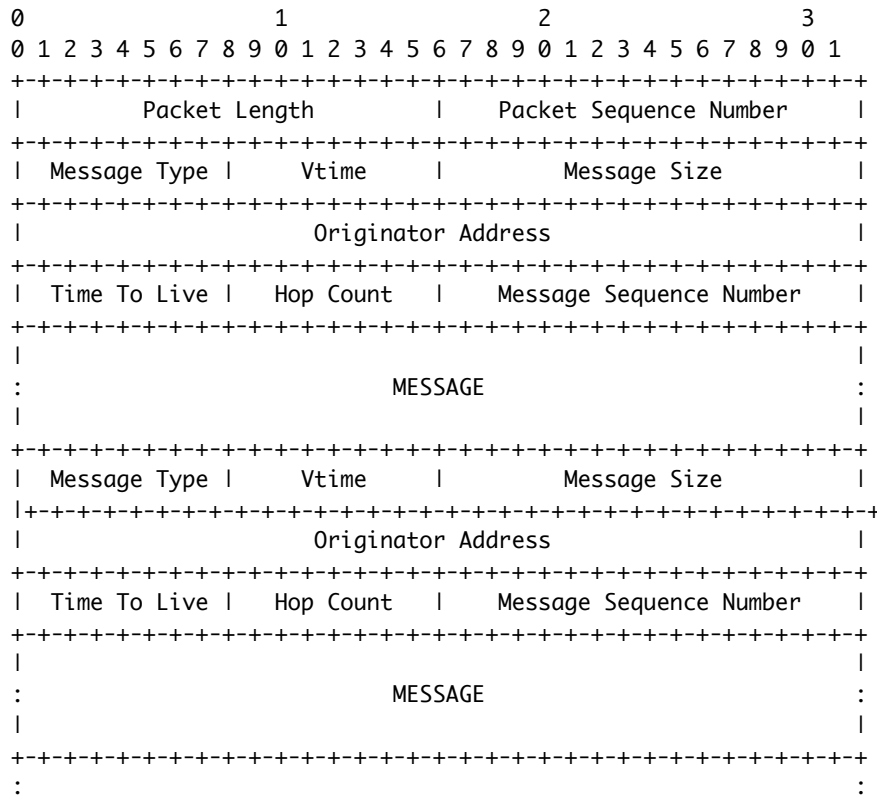 0 1 2 3
0 1 2 3 4 5 6 7 8 9 0 1 2 3 4 5 6 7 8 9 0 1 2 3 4 5 6 7 8 9 0 1
+-+-+-+-+-+-+-+-+-+-+-+-+-+-+-+-+-+-+-+-+-+-+-+-+-+-+-+-+-+-+-+-+
| Packet Length | Packet Sequence Number |
+-+-+-+-+-+-+-+-+-+-+-+-+-+-+-+-+-+-+-+-+-+-+-+-+-+-+-+-+-+-+-+-+
| Message Type | Vtime | Message Size |
+-+-+-+-+-+-+-+-+-+-+-+-+-+-+-+-+-+-+-+-+-+-+-+-+-+-+-+-+-+-+-+-+
| Originator Address |
+-+-+-+-+-+-+-+-+-+-+-+-+-+-+-+-+-+-+-+-+-+-+-+-+-+-+-+-+-+-+-+-+
| Time To Live | Hop Count | Message Sequence Number |
+-+-+-+-+-+-+-+-+-+-+-+-+-+-+-+-+-+-+-+-+-+-+-+-+-+-+-+-+-+-+-+-+
| |
: MESSAGE :
| |
+-+-+-+-+-+-+-+-+-+-+-+-+-+-+-+-+-+-+-+-+-+-+-+-+-+-+-+-+-+-+-+-+
| Message Type | Vtime | Message Size |
|+-+-+-+-+-+-+-+-+-+-+-+-+-+-+-+-+-+-+-+-+-+-+-+-+-+-+-+-+-+-+-+-+
| Originator Address |
+-+-+-+-+-+-+-+-+-+-+-+-+-+-+-+-+-+-+-+-+-+-+-+-+-+-+-+-+-+-+-+-+
| Time To Live | Hop Count | Message Sequence Number |
+-+-+-+-+-+-+-+-+-+-+-+-+-+-+-+-+-+-+-+-+-+-+-+-+-+-+-+-+-+-+-+-+
| |
: MESSAGE :
| |
+-+-+-+-+-+-+-+-+-+-+-+-+-+-+-+-+-+-+-+-+-+-+-+-+-+-+-+-+-+-+-+-+
: :